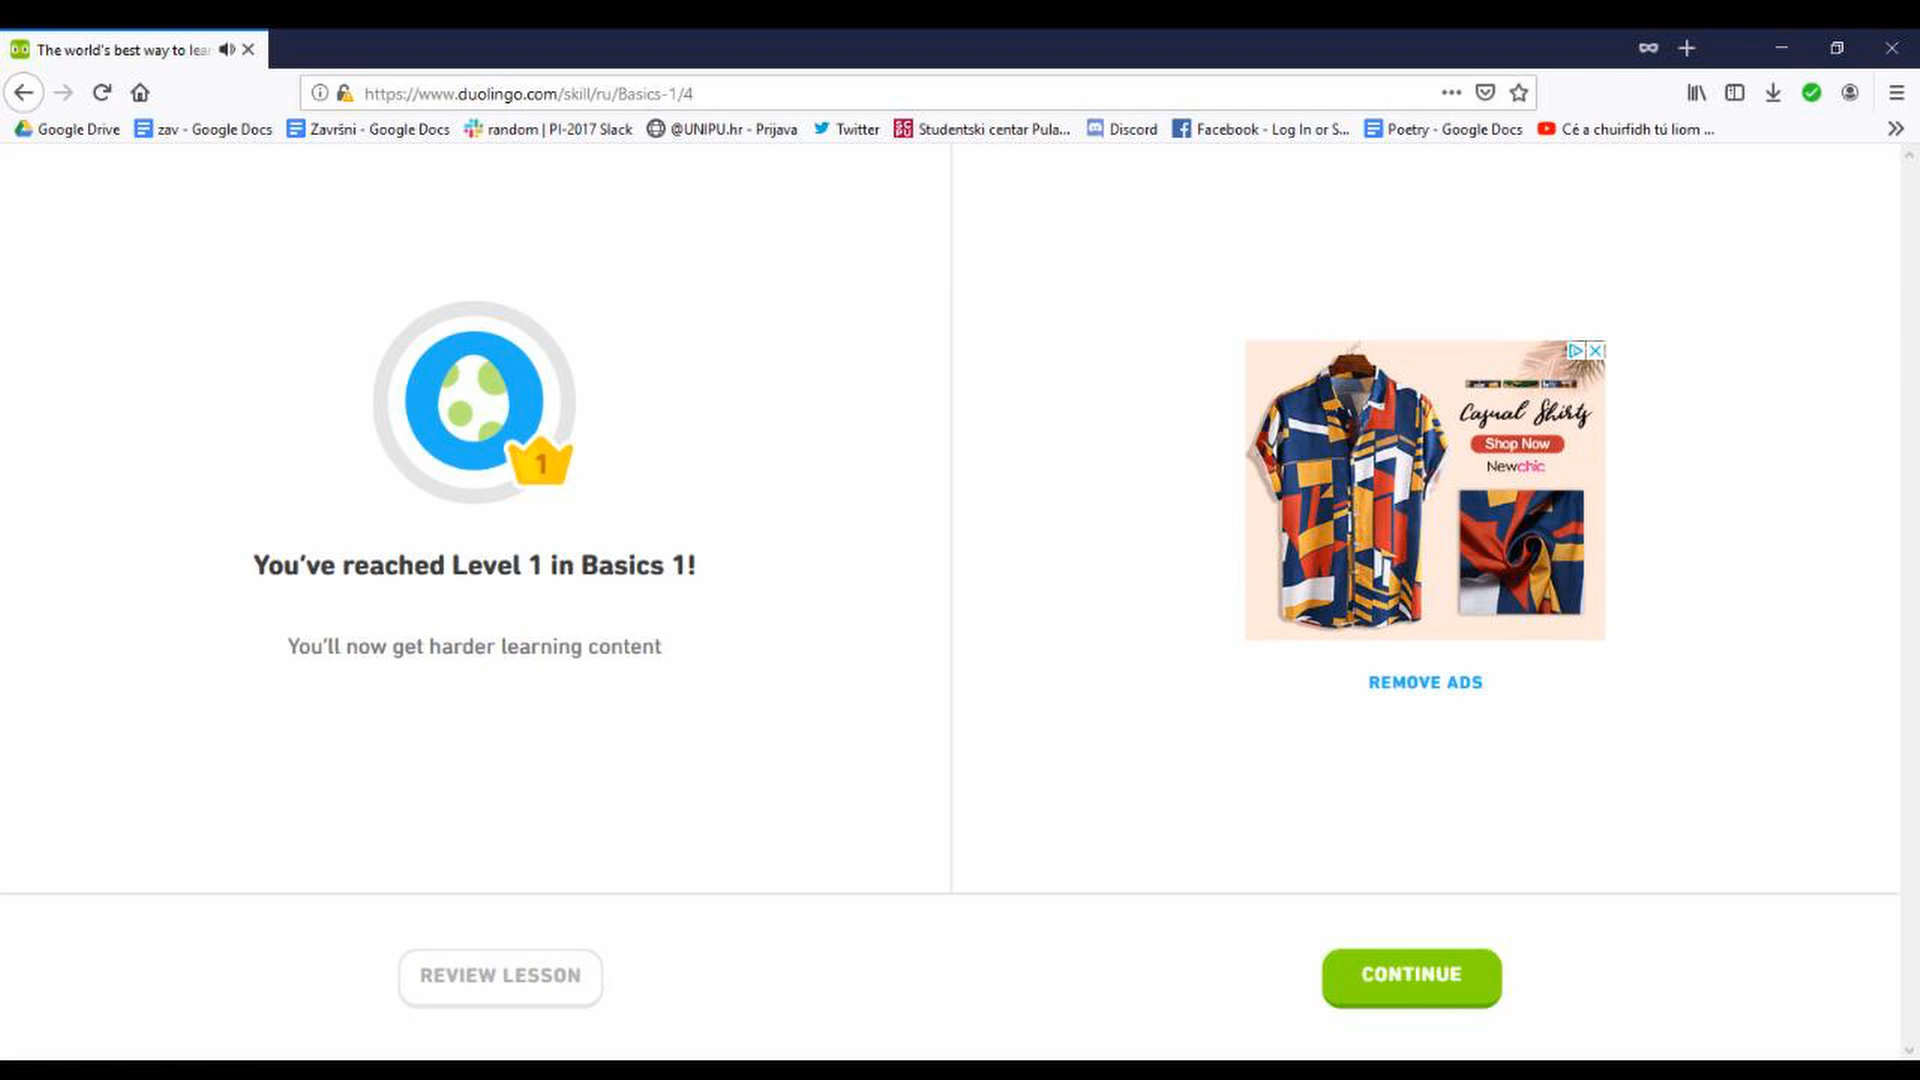 The world's best way to lea
https://www.duolingo.com/skill/ru/Basics-1/4
Google Drive zav - Google Docs Završni - Google Docs random | PI-2017 Slack @UNIPU.hr - Prijava Twitter Studentski centar Pula... Discord Facebook - Log In or S... Poetry - Google Docs Cé a chuirfidh tú liom ...
1
You've reached Level 1 in Basics 1!
You'll now get harder learning content
Casual Shirts
Shop Now
Newchic
REMOVE ADS
REVIEW LESSON
CONTINUE